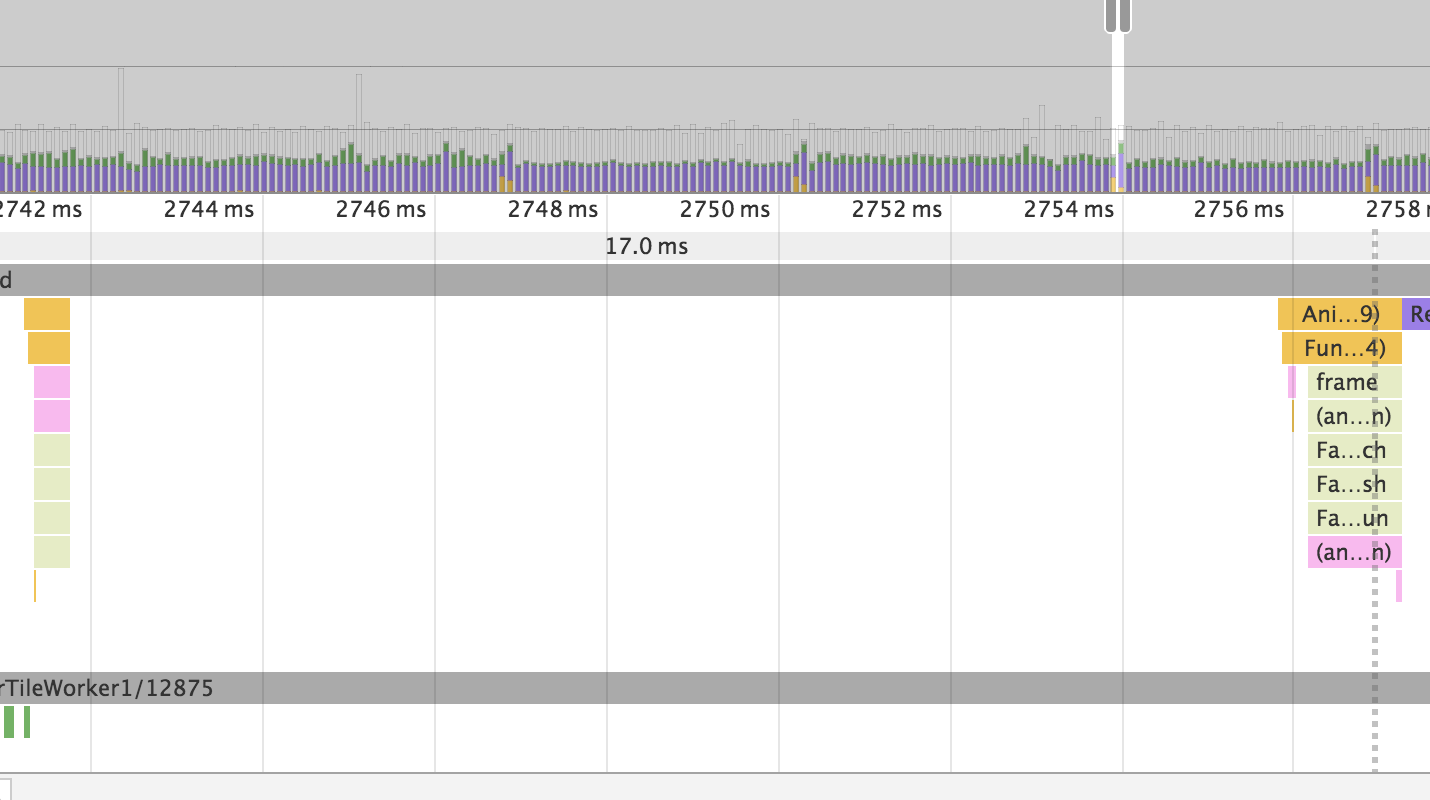 2742 ms 2744 ms 2746 ms 2748 ms 2750 ms 2752 ms 2754 ms 2756 ms 2758
17.0 ms
d
Ani...9) Re
Fun...4)
frame
(an...n)
Fa...ch
Fa...sh
Fa...un
(an...n)
rTileWorker1/12875